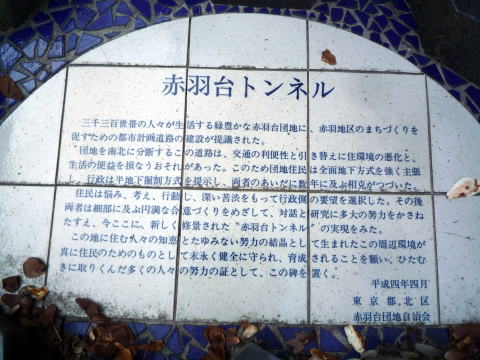 赤羽台トンネル
三千三百世帯の人々が生活する緑豊かな赤羽台団地に、赤羽地区のまちづくりを
促すための都市計画道路の建設が提議された。
団地を南北に分断するこの道路は、交通の利便性と引き替えに住環境の悪化と、
生活の便益を損なうおそれがあった。このため団地住民は全面地下方式を強く主張
し、行政は半地下掘割方式を提示し、両者のあいだに数年に及ぶ相克がつづいた。
住民は悩み、考え、行動し、深い苦渋をもって行政側の要望を選択した。その後
両者は細部に及ぶ円満な合意づくりをめざして、対話と研究に多大の努力をかさね
たすえ、今ここに、新しく修景された“赤羽台トンネル”の実現をみた。
この地に住む人々の知恵とたゆみない努力の結晶として生まれたこの周辺環境が
真に住民のためのものとして末永く健全に守られ、育成されることを願い、ひたむ
きに取りくんだ多くの人々の努力の証として、この碑を置く。
平成四年四月
東京都北区
赤羽台団地自治会